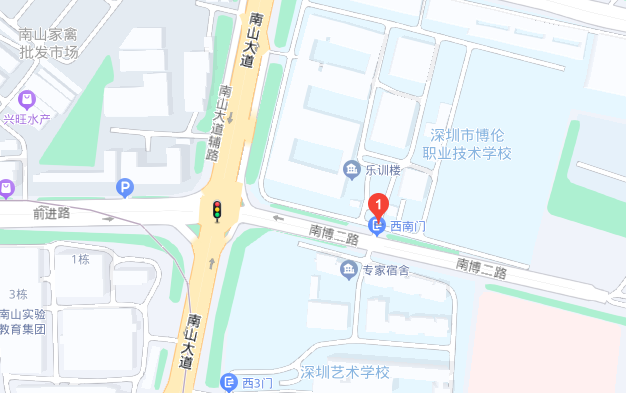 南山家禽
批发市场
南山大道
兴旺水产
南山大道辅路
深圳市博伦
职业技术学校
乐训楼
P
1
前进路
西南门
南博二路
南博二路
专家宿舍
1栋
3栋
南山实验
教育集团
南山大道
西3门
深圳艺术学校